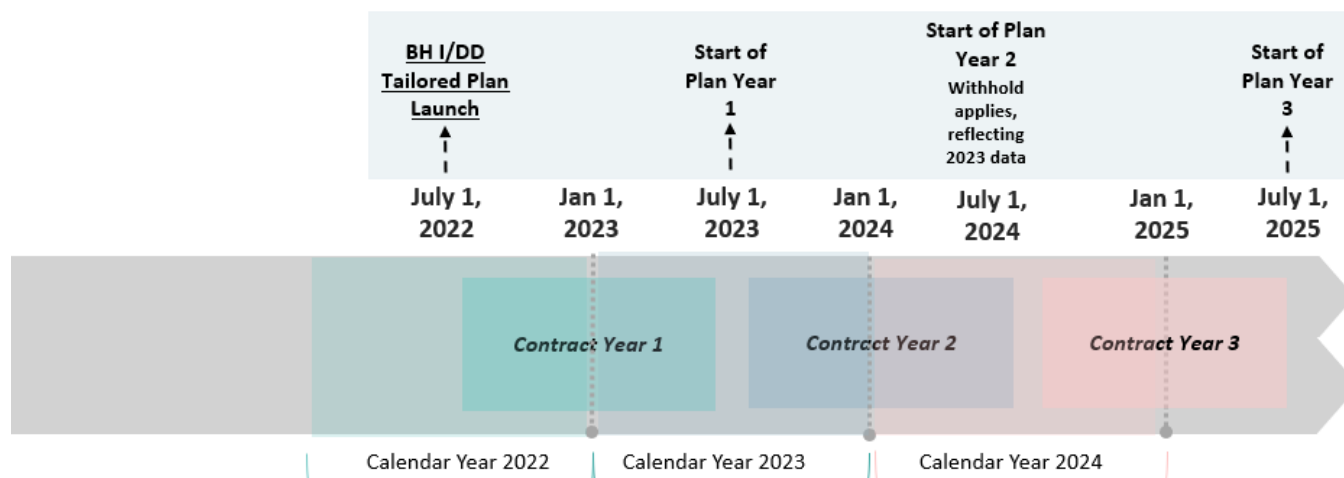 BH I/DD
Tailored Plan
Launch
Start of
Plan Year
1
Start of Plan
Year 2
Withhold
applies,
reflecting
2023 data
Start of
Plan Year
3
July 1,
2022
Jan 1,
2023
July 1,
2023
Jan 1,
2024
July 1,
2024
Jan 1,
2025
July 1,
2025
Contract Year 1
Contract Year 2
Contract Year 3
Calendar Year 2022
Calendar Year 2023
Calendar Year 2024